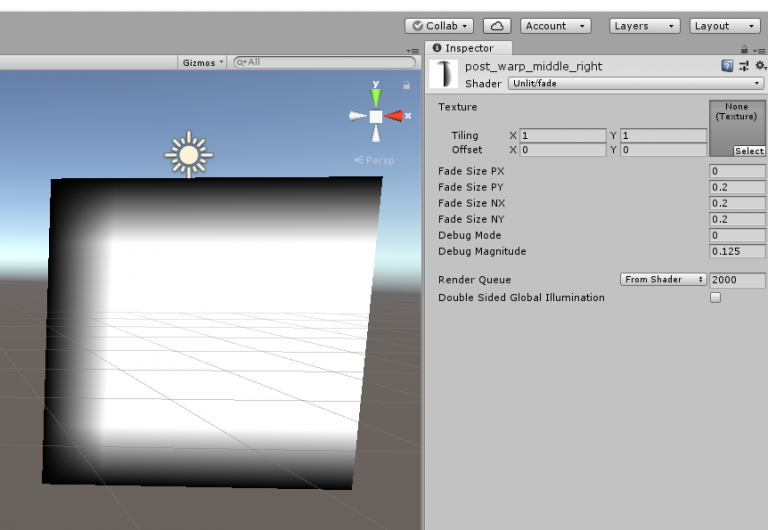 Collab Account Layers Layout
Inspector
Gizmos All
post_warp_middle_right
Shader Unlit/fade
y
x
Persp
Texture
None
(Texture)
Select
Tiling X 1 Y 1
Offset X 0 Y 0
Fade Size PX 0
Fade Size PY 0.2
Fade Size NX 0.2
Fade Size NY 0.2
Debug Mode 0
Debug Magnitude 0.125
Render Queue From Shader 2000
Double Sided Global Illumination